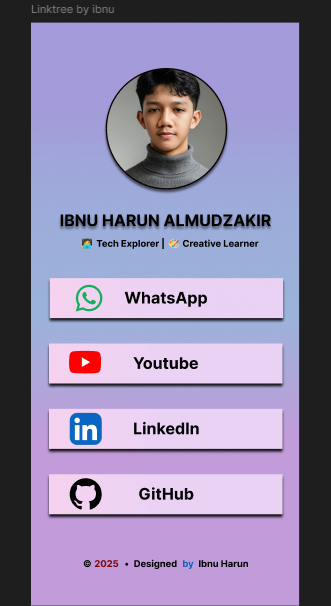 Linktree by ibnu
IBNU HARUN ALMUDZAKIR
🧑‍💻 Tech Explorer | 🎨 Creative Learner
WhatsApp
Youtube
LinkedIn
in
GitHub
© 2025 • Designed by Ibnu Harun